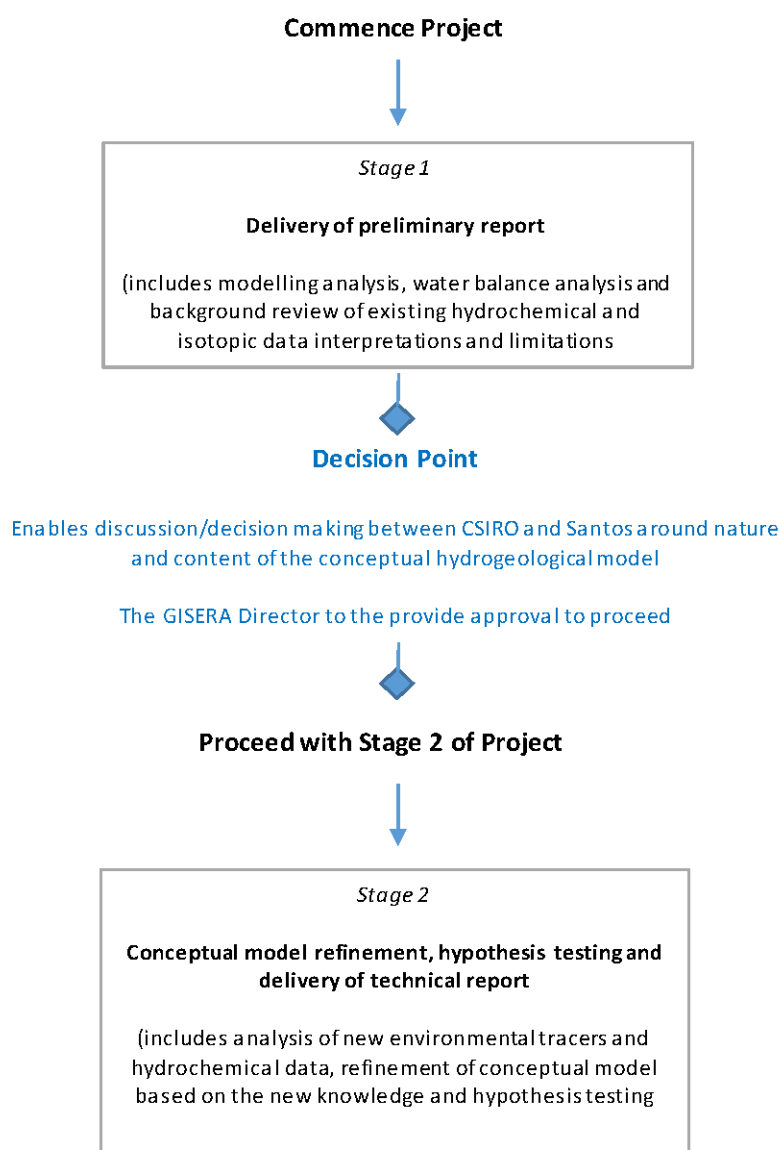 Commence Project
Stage 1
Delivery of preliminary report
(includes modelling analysis, water balance analysis and
background review of existing hydrochemical and
isotopic data interpretations and limitations
Decision Point
Enables discussion/decision making between CSIRO and Santos around nature
and content of the conceptual hydrogeological model
The GISERA Director to the provide approval to proceed
Proceed with Stage 2 of Project
Stage 2
Conceptual model refinement, hypothesis testing and
delivery of technical report
(includes analysis of new environmental tracers and
hydrochemical data, refinement of conceptual model
based on the new knowledge and hypothesis testing